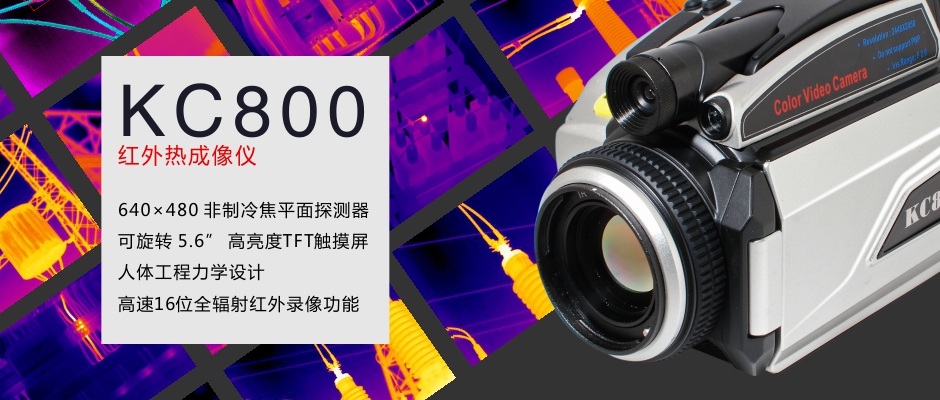 KC800
红外热成像仪
640×480 非制冷焦平面探测器
可旋转 5.6” 高亮度TFT触摸屏
人体工程力学设计
高速16位全辐射红外录像功能
Color Video Camera
KC8